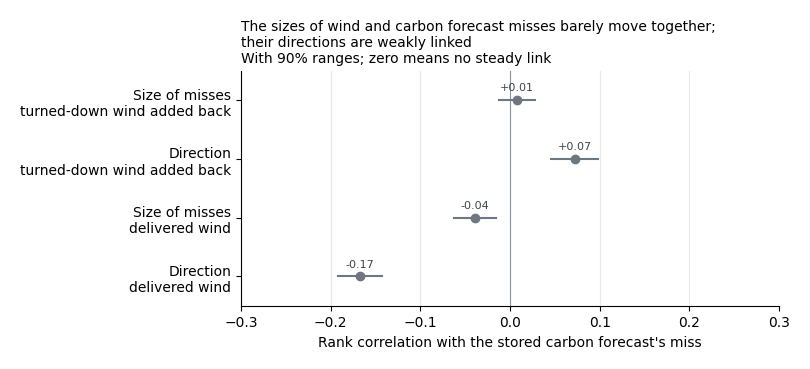 The sizes of wind and carbon forecast misses barely move together;
their directions are weakly linked
With 90% ranges; zero means no steady link
Size of misses
turned-down wind added back
+0.01
Direction
turned-down wind added back
+0.07
Size of misses
delivered wind
-0.04
Direction
delivered wind
-0.17
−0.3 −0.2 −0.1 0.0 0.1 0.2 0.3
Rank correlation with the stored carbon forecast's miss